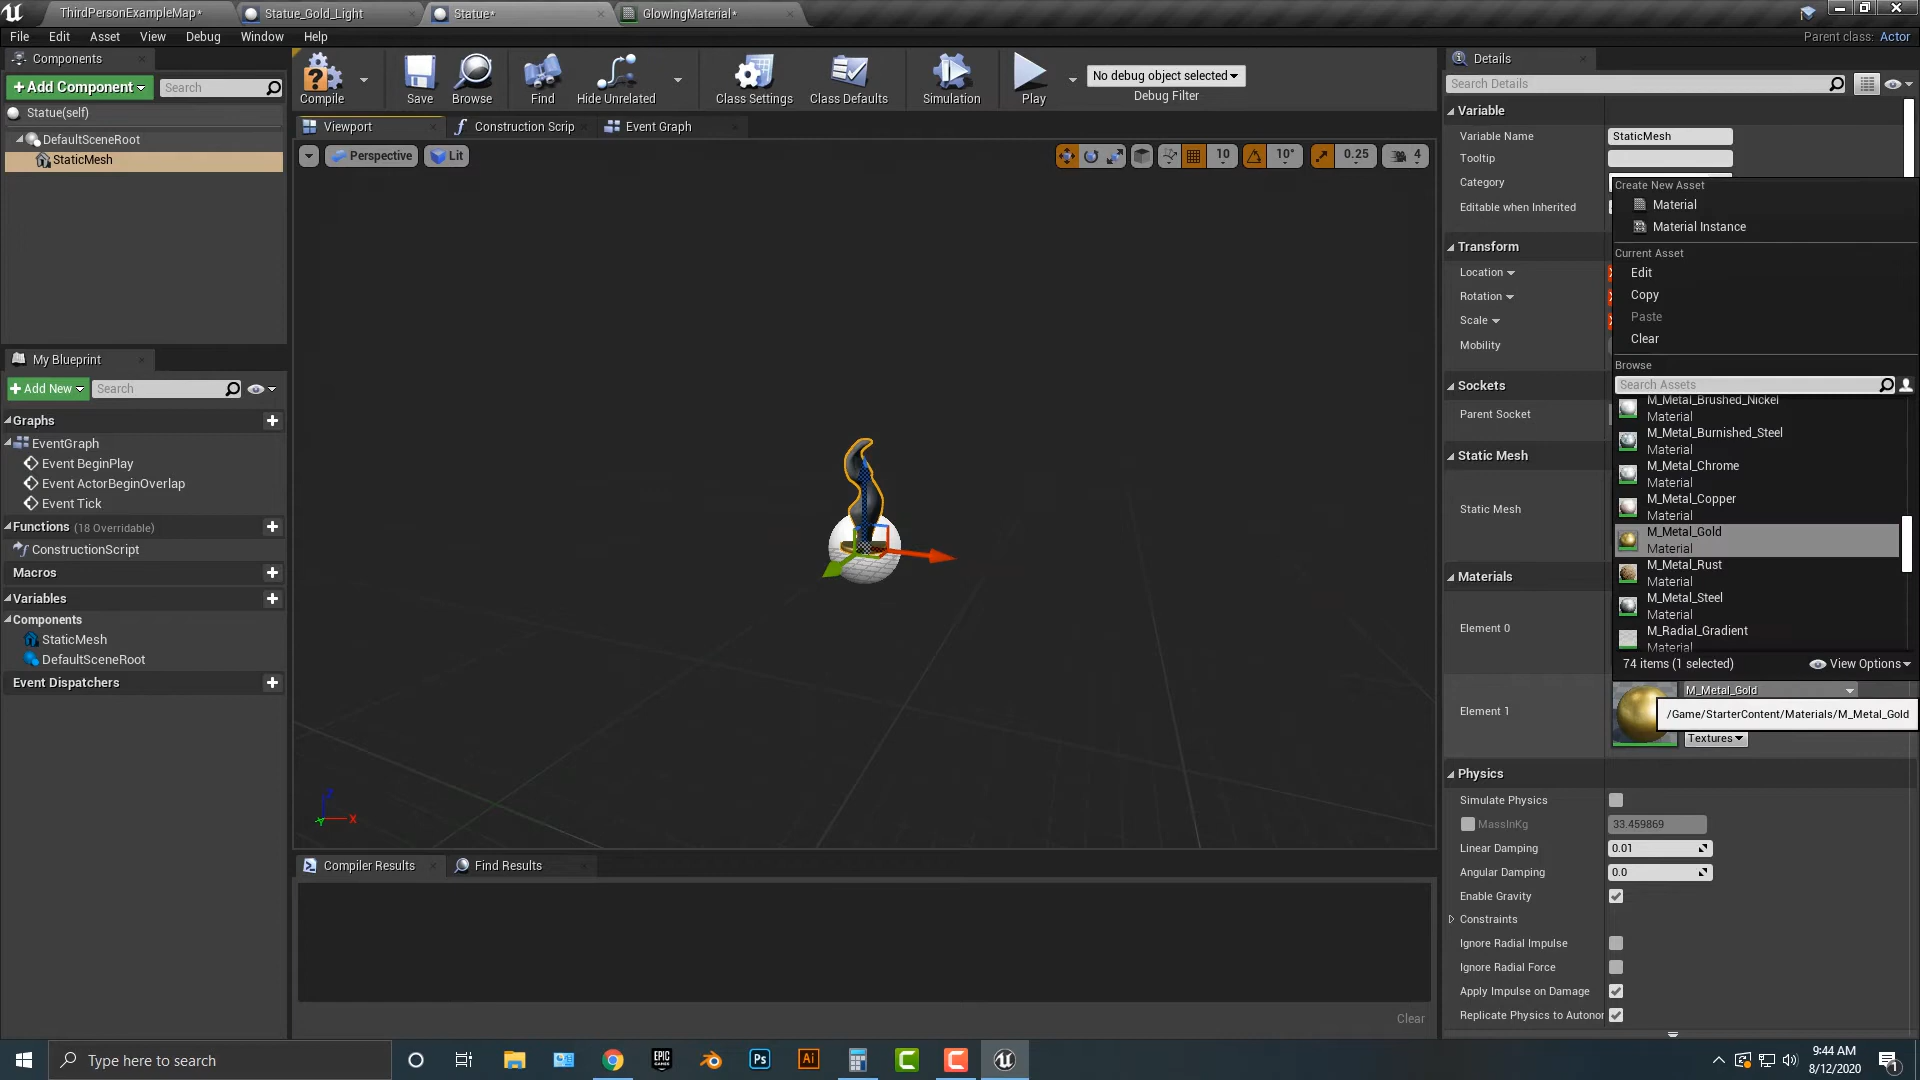 ThirdPersonExampleMap*
Statue_Gold_Light
Statue*
GlowIngMaterial*
File Edit Asset View Debug Window Help
Parent class: Actor
Components
Details
+Add Component
Search
Compile
Save
Browse
Find
Hide Unrelated
Class Settings
Class Defaults
Simulation
Play
No debug object selected
Debug Filter
Search Details
Statue(self)
DefaultSceneRoot
StaticMesh
Viewport
Construction Scrip
Event Graph
Perspective
Lit
10
10°
0.25
4
Variable
Variable Name
StaticMesh
Tooltip
Category
Editable when Inherited
Transform
Location
Rotation
Scale
Mobility
Sockets
Parent Socket
Static Mesh
Static Mesh
Materials
Element 0
Element 1
Create New Asset
Material
Material Instance
Current Asset
Edit
Copy
Paste
Clear
Browse
Search Assets
M_Metal_Brushed_Nickel
Material
M_Metal_Burnished_Steel
Material
M_Metal_Chrome
Material
M_Metal_Copper
Material
M_Metal_Gold
Material
M_Metal_Rust
Material
M_Metal_Steel
Material
M_Radial_Gradient
Material
74 items (1 selected)
View Options
M_Metal_Gold
/Game/StarterContent/Materials/M_Metal_Gold
Textures
Physics
Simulate Physics
MassInKg
33.459869
Linear Damping
0.01
Angular Damping
0.0
Enable Gravity
Constraints
Ignore Radial Impulse
Ignore Radial Force
Apply Impulse on Damage
Replicate Physics to Autonor
My Blueprint
+Add New
Search
Graphs
EventGraph
Event BeginPlay
Event ActorBeginOverlap
Event Tick
Functions (18 Overridable)
ConstructionScript
Macros
Variables
Components
StaticMesh
DefaultSceneRoot
Event Dispatchers
Z
X
Y
Compiler Results
Find Results
Clear
Type here to search
EPIC GAMES
Ps
Ai
C
C
9:44 AM
8/12/2020
1